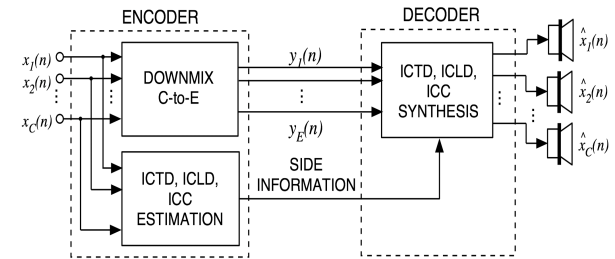 ENCODER
DECODER
x1(n)
x2(n)
xC(n)
DOWNMIX
C-to-E
y1(n)
yE(n)
ICTD, ICLD,
ICC
SYNTHESIS
x̂1(n)
x̂2(n)
x̂C(n)
ICTD, ICLD,
ICC
ESTIMATION
SIDE
INFORMATION